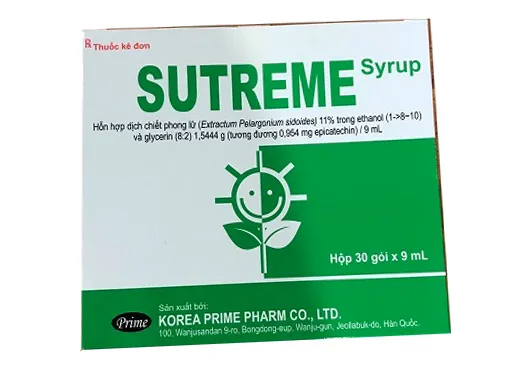 Rx Thuốc kê đơn
SUTREME Syrup
Hỗn hợp dịch chiết phong lữ (Extractum Pelargonium sidoides) 11% trong ethanol (1->8~10)
và glycerin (8:2) 1,5444 g (tương đương 0,954 mg epicatechin) / 9 mL
Hộp 30 gói x 9 mL
Sản xuất bởi:
Prime
KOREA PRIME PHARM CO., LTD.
100, Wanjusandan 9-ro, Bongdong-eup, Wanju-gun, Jeollabuk-do, Hàn Quốc.